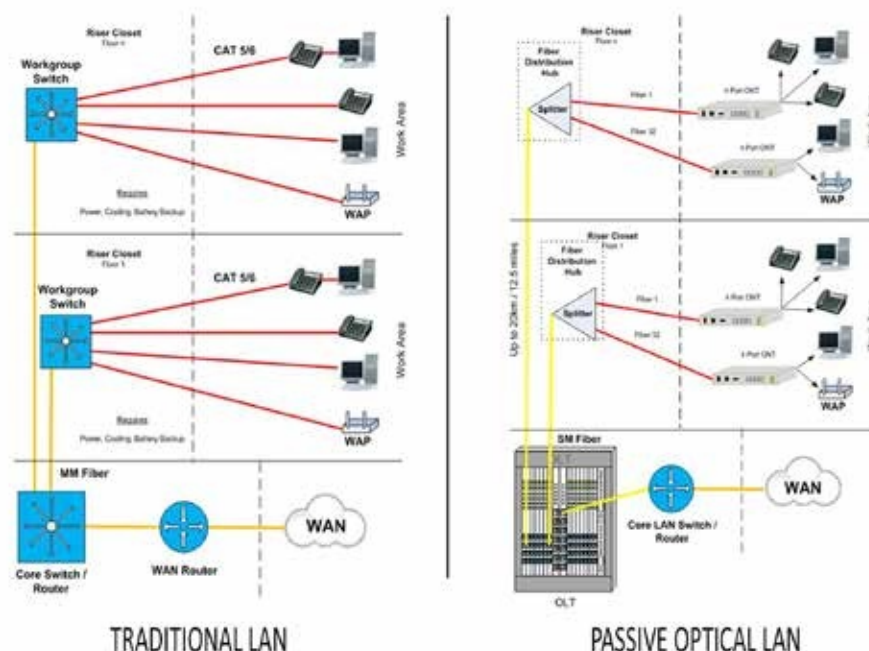 Riser Closet
Floor n
CAT 5/6
Workgroup
Switch
Work Area
Requires
Power, Cooling, Battery Backup
WAP
Riser Closet
CAT 5/6
Workgroup
Switch
Work Area
Requires
Power, Cooling, Battery Backup
WAP
MM Fiber
WAN
Core Switch /
Router
WAN Router
TRADITIONAL LAN
Riser Closet
Floor n
Fiber
Distribution
Hub
Splitter
Fiber 1
Fiber 32
WAP
Riser Closet
Floor 1
Fiber
Distribution
Hub
Splitter
Fiber 1
Fiber 32
4-Port ONT
WAP
Up to 20km / 12.5 miles
SM Fiber
WAN
Core LAN Switch /
Router
OLT
PASSIVE OPTICAL LAN